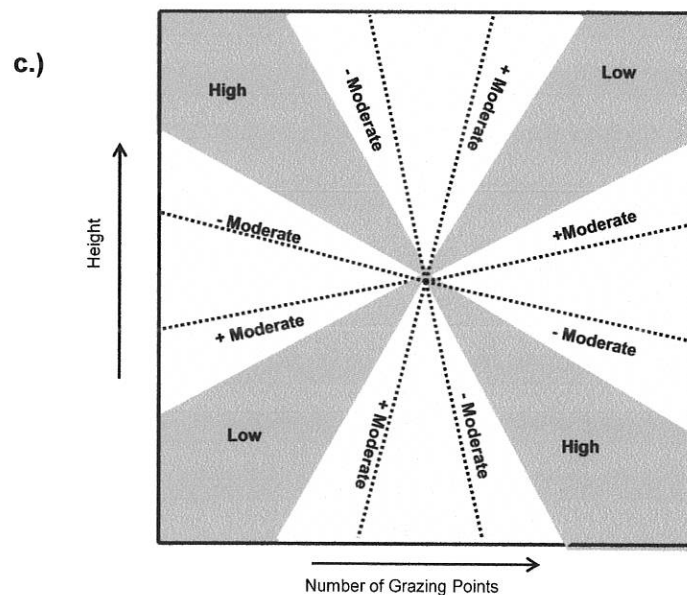 c.)
High
- Moderate
+ Moderate
Low
Height
- Moderate
+Moderate
+ Moderate
- Moderate
Low
+ Moderate
- Moderate
High
Number of Grazing Points